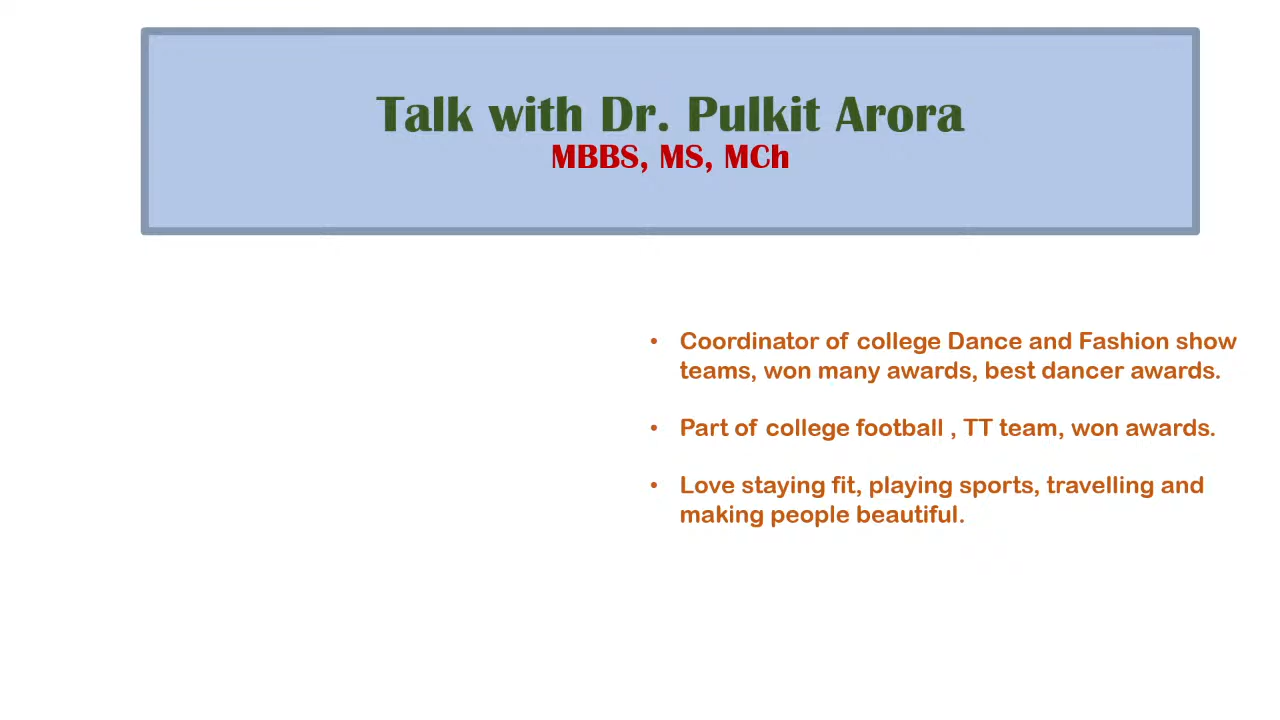 Talk with Dr. Pulkit Arora
MBBS, MS, MCh
• Coordinator of college Dance and Fashion show
teams, won many awards, best dancer awards.
• Part of college football , TT team, won awards.
• Love staying fit, playing sports, travelling and
making people beautiful.